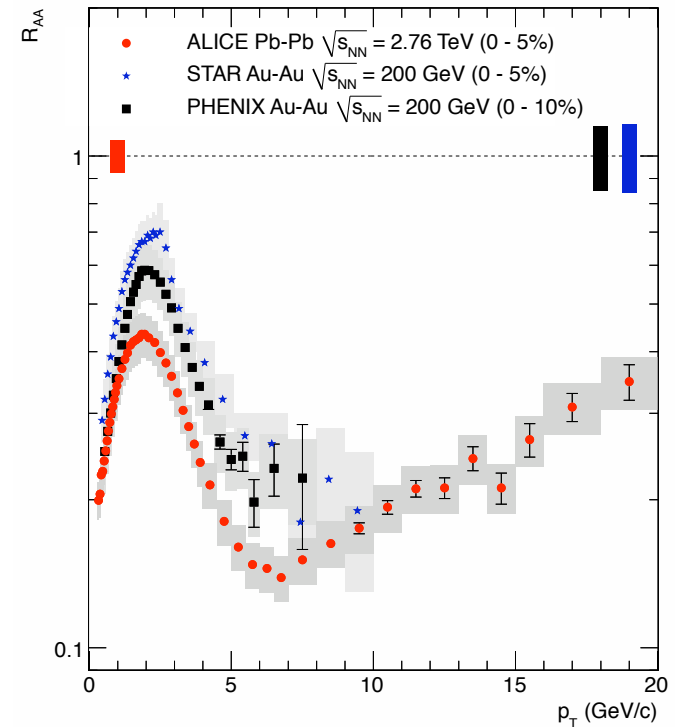 R_AA
ALICE Pb-Pb √s_NN = 2.76 TeV (0 - 5%)
STAR Au-Au √s_NN = 200 GeV (0 - 5%)
PHENIX Au-Au √s_NN = 200 GeV (0 - 10%)
1
0.1
0 5 10 15 20
p_T (GeV/c)